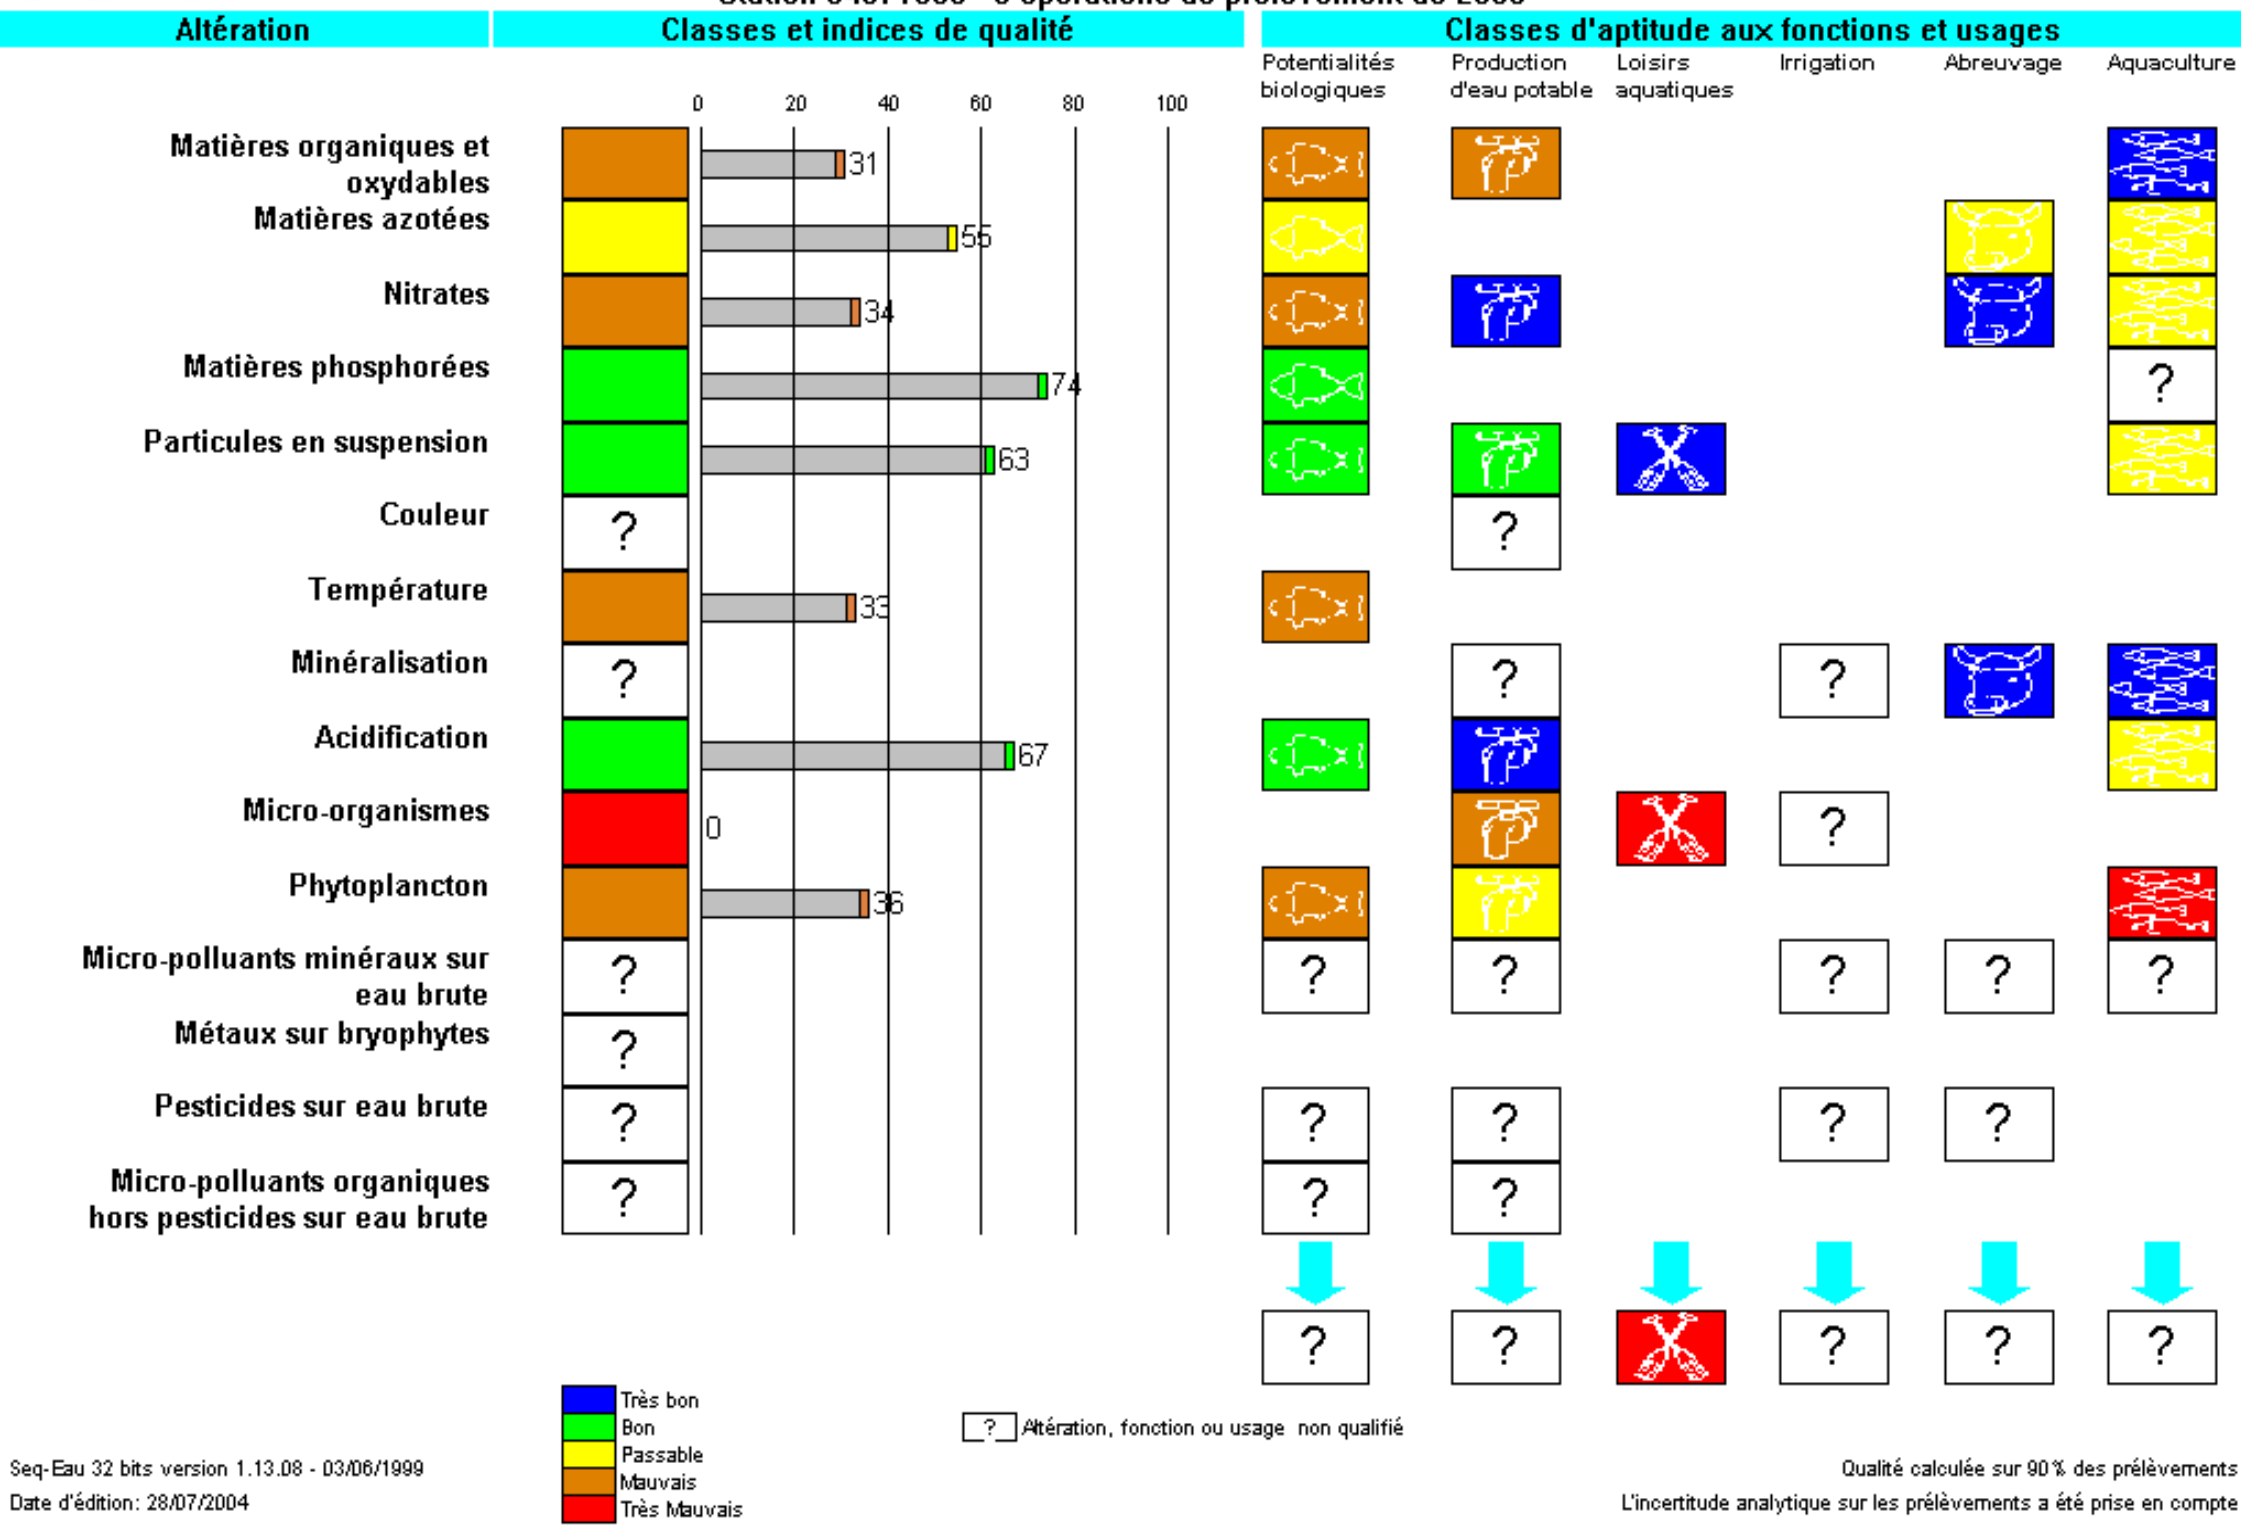 Altération
Classes et indices de qualité
Classes d'aptitude aux fonctions et usages
Potentialités biologiques
Production d'eau potable
Loisirs aquatiques
Irrigation
Abreuvage
Aquaculture
0 20 40 60 80 100
Matières organiques et
oxydables
31
Matières azotées
55
Nitrates
34
Matières phosphorées
74
?
Particules en suspension
63
Couleur
? ?
Température
33
Minéralisation
? ? ?
Acidification
67
Micro-organismes
0 ?
Phytoplancton
36
Micro-polluants minéraux sur
eau brute
? ? ? ? ? ?
Métaux sur bryophytes
?
Pesticides sur eau brute
? ? ? ? ?
Micro-polluants organiques
hors pesticides sur eau brute
? ? ?
? ? ? ? ?
Très bon
Bon
Passable
Mauvais
Très Mauvais
? Altération, fonction ou usage non qualifié
Seq-Eau 32 bits version 1.13.08 - 03/06/1999
Date d'édition: 28/07/2004
Qualité calculée sur 90% des prélèvements
L'incertitude analytique sur les prélèvements a été prise en compte